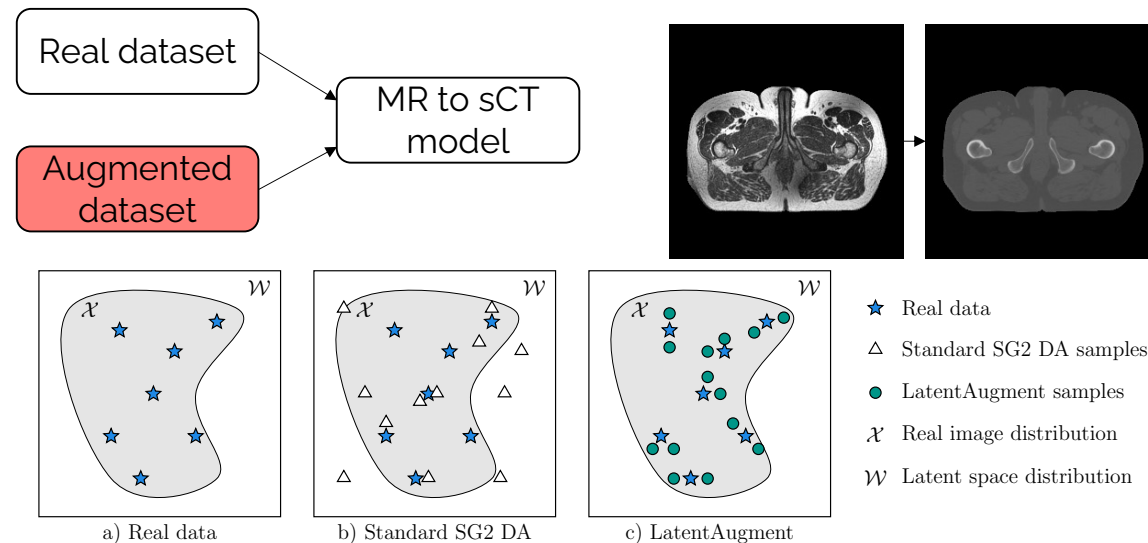 Real dataset
Augmented
dataset
MR to sCT
model
𝒳
𝒲
a) Real data
𝒳
𝒲
b) Standard SG2 DA
𝒳
𝒲
c) LatentAugment
Real data
Standard SG2 DA samples
LatentAugment samples
𝒳 Real image distribution
𝒲 Latent space distribution